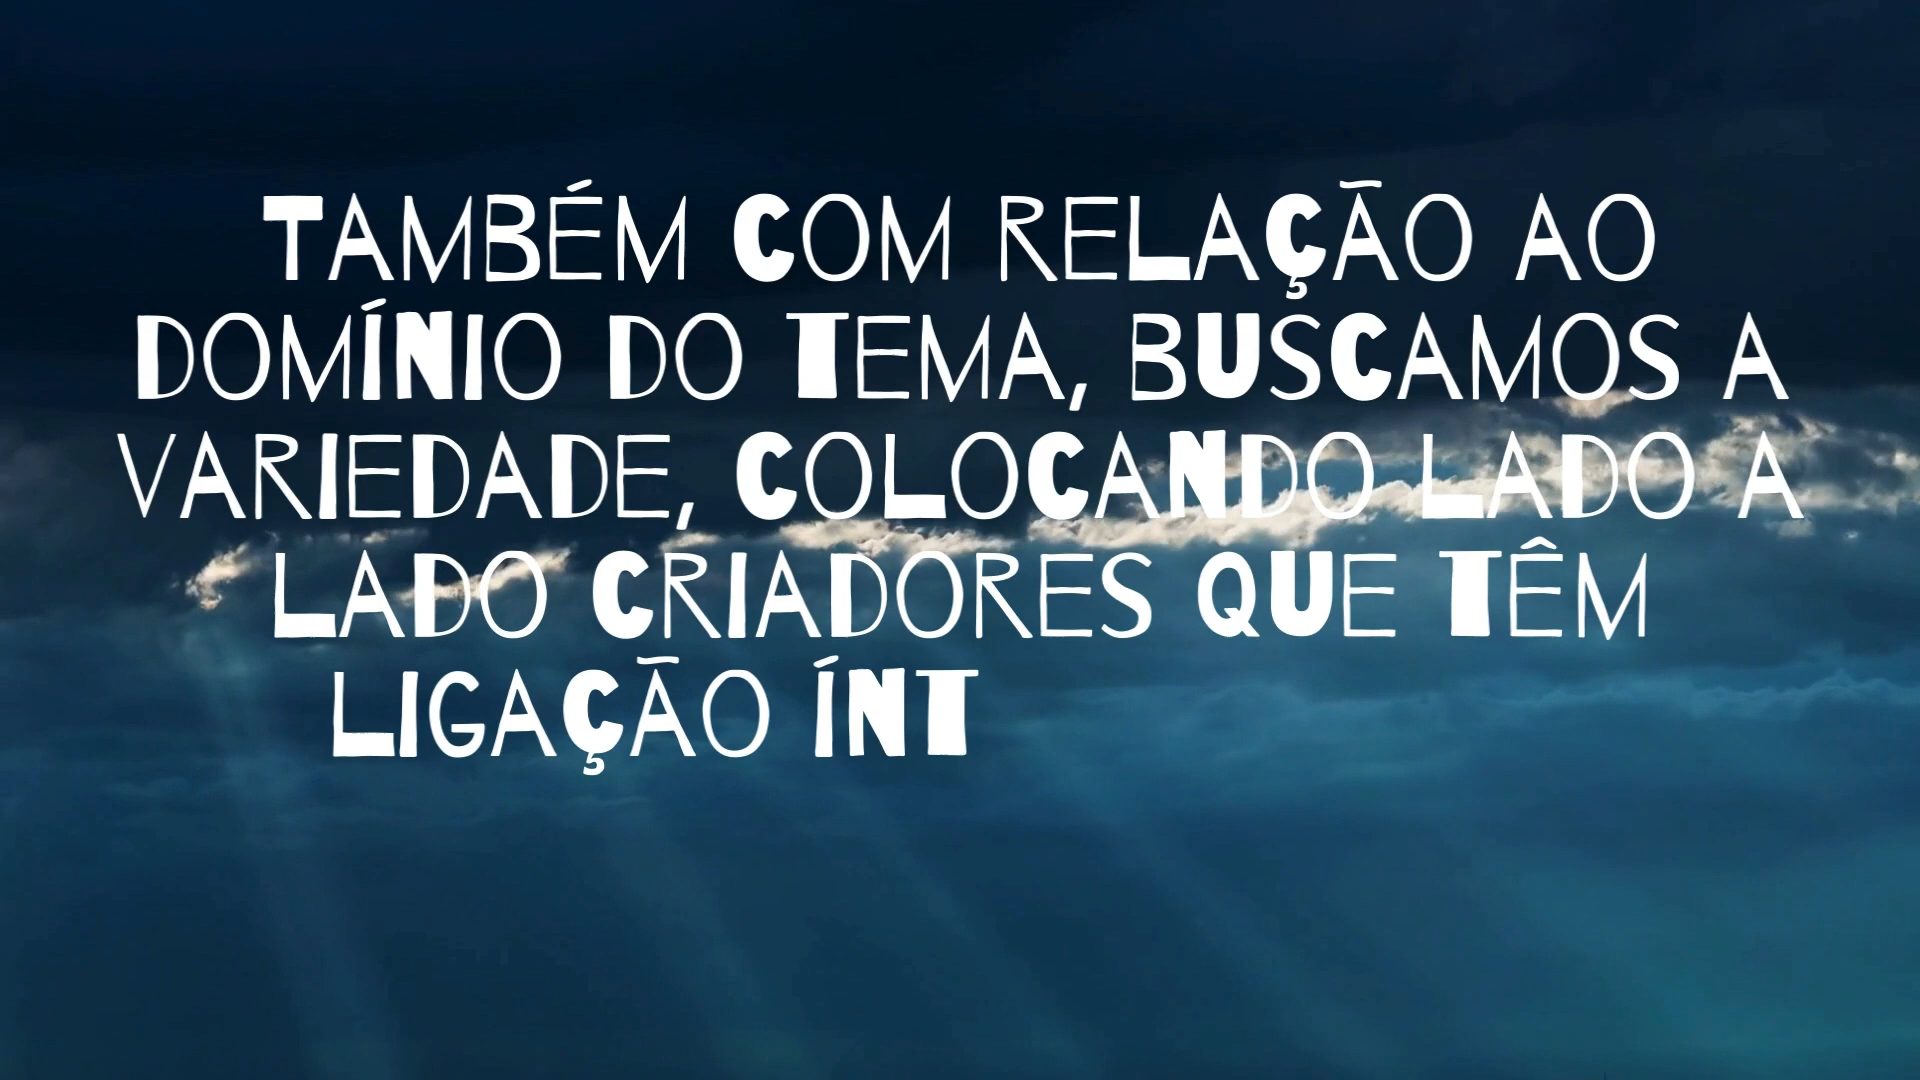 TAMBÉM COM RELAÇÃO AO
DOMÍNIO DO TEMA, BUSCAMOS A
VARIEDADE, COLOCANDO LADO A
LADO CRIADORES QUE TÊM
LIGAÇÃO ÍNT